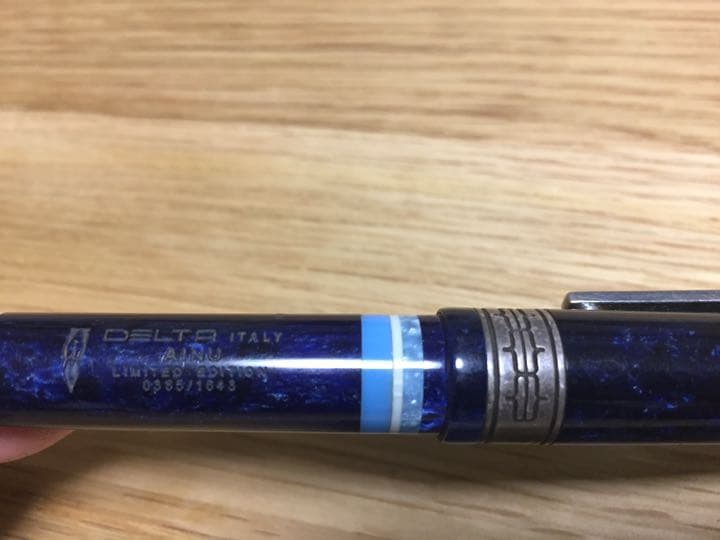 DELTA ITALY
AINU
LIMITED EDITION
0385/1643